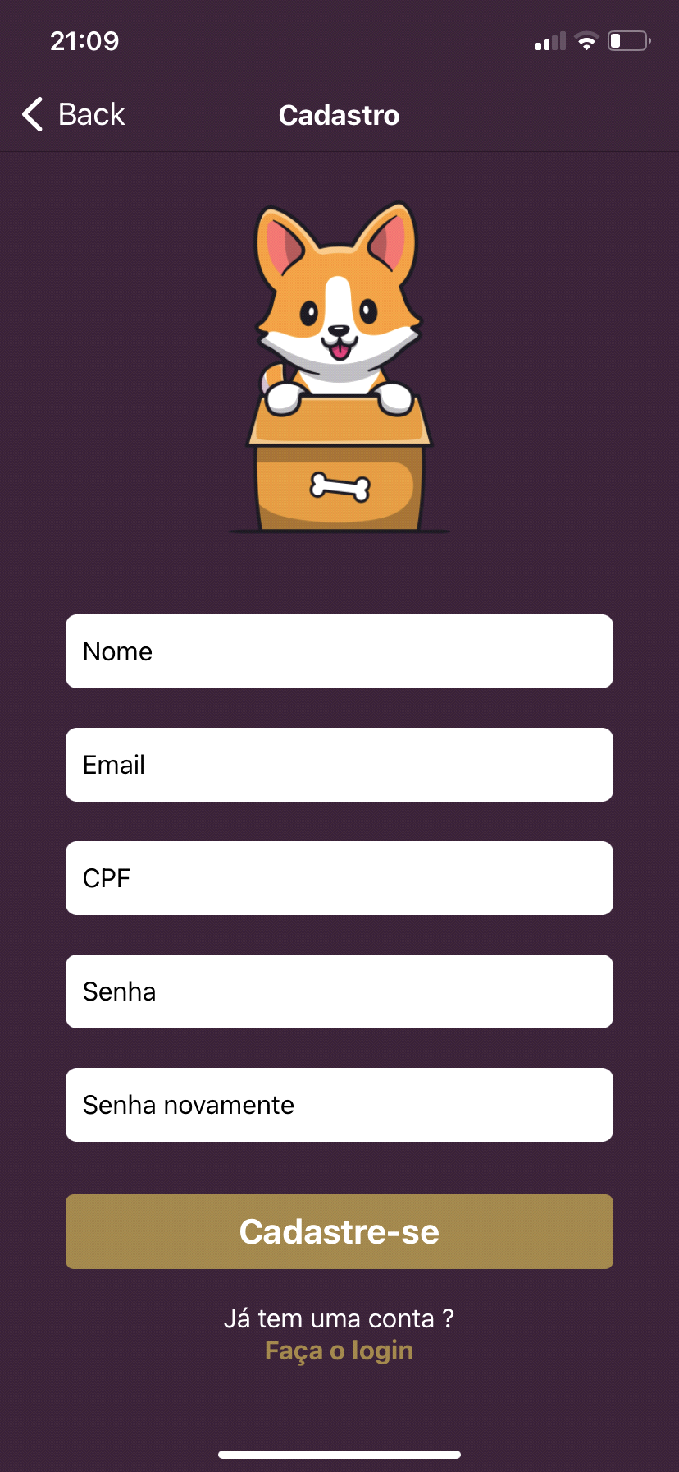 21:09
Back
Cadastro
Nome
Email
CPF
Senha
Senha novamente
Cadastre-se
Já tem uma conta ?
Faça o login